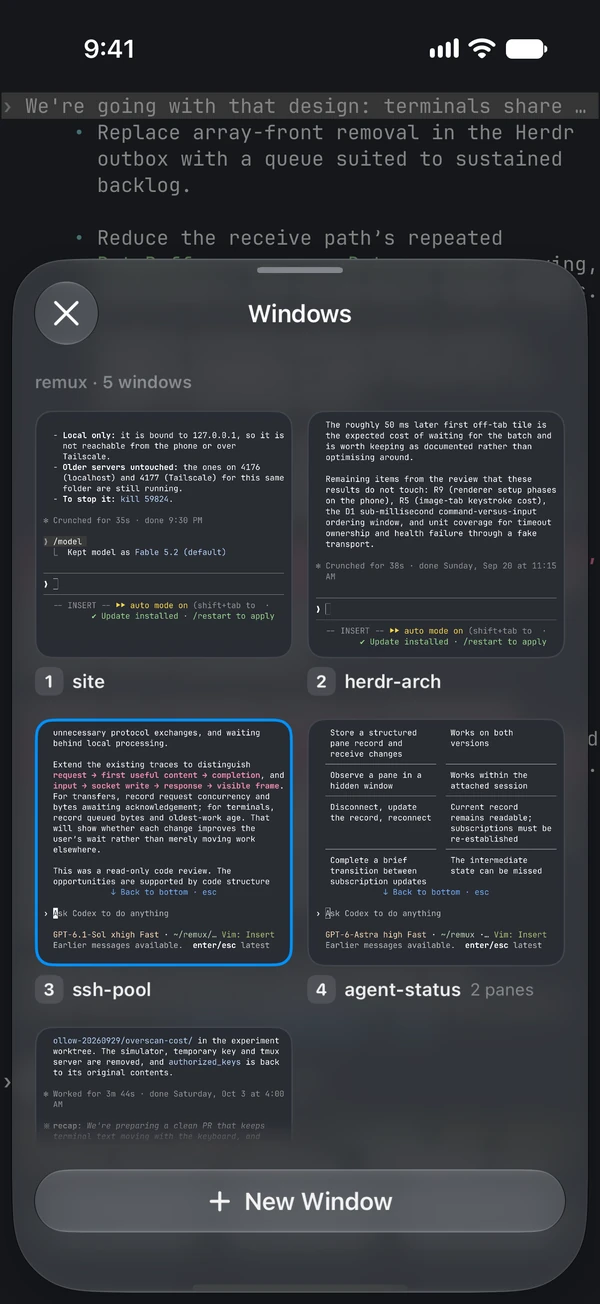 9:41
› We're going with that design: terminals share …
• Replace array-front removal in the Herdr
outbox with a queue suited to sustained
backlog.
• Reduce the receive path’s repeated
ing,
Windows
remux · 5 windows
- Local only: it is bound to 127.0.0.1, so it is
not reachable from the phone or over
Tailscale.
- Older servers untouched: the ones on 4176
(localhost) and 4177 (Tailscale) for this same
folder are still running.
- To stop it: kill 59824.
✻ Crunched for 35s · done 9:30 PM
❯ /model
⎿ Kept model as Fable 5.2 (default)
❯
-- INSERT -- ⏵⏵ auto mode on (shift+tab to ·
✔ Update installed · /restart to apply
1 site
The roughly 50 ms later first off-tab tile is
the expected cost of waiting for the batch and
is worth keeping as documented rather than
optimising around.
Remaining items from the review that these
results do not touch: R9 (renderer setup phases
on the phone), R5 (image-tab keystroke cost),
the D1 sub-millisecond command-versus-input
ordering window, and unit coverage for timeout
ownership and health failure through a fake
transport.
✻ Crunched for 38s · done Sunday, Sep 20 at 11:15
AM
❯
-- INSERT -- ⏵⏵ auto mode on (shift+tab to ·
✔ Update installed · /restart to apply
2 herdr-arch
unnecessary protocol exchanges, and waiting
behind local processing.
Extend the existing traces to distinguish
request → first useful content → completion, and
input → socket write → response → visible frame.
For transfers, record request concurrency and
bytes awaiting acknowledgement; for terminals,
record queued bytes and oldest-work age. That
will show whether each change improves the
user’s wait rather than merely moving work
elsewhere.
This was a read-only code review. The
opportunities are supported by code structure
↓ Back to bottom · esc
› Ask Codex to do anything
GPT-6.1-Sol xhigh Fast · ~/remux/… Vim: Insert
Earlier messages available. enter/esc latest
3 ssh-pool
Store a structured
pane record and
receive changes
Works on both
versions
Observe a pane in a
hidden window
Works within the
attached session
Disconnect, update
the record, reconnect
Current record
remains readable;
subscriptions must be
re-established
Complete a brief
transition between
subscription updates
The intermediate
state can be missed
↓ Back to bottom · esc
› Ask Codex to do anything
GPT-6-Astra high Fast · ~/remux ·… Vim: Insert
Earlier messages available. enter/esc latest
4 agent-status 2 panes
ollow-20260929/overscan-cost/ in the experiment
worktree. The simulator, temporary key and tmux
server are removed, and authorized_keys is back
to its original contents.
✻ Worked for 3m 44s · done Saturday, Oct 3 at 4:00
AM
※ recap: We're preparing a clean PR that keeps
terminal text moving with the keyboard, and
+ New Window